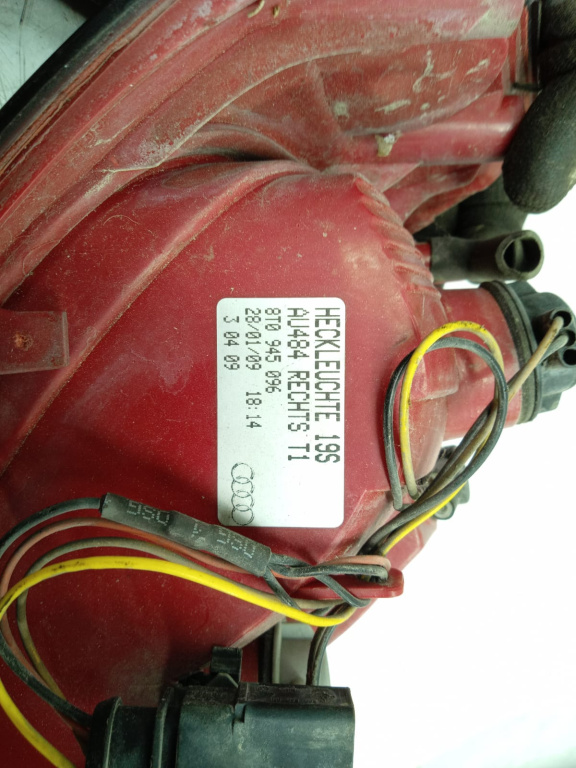 HECKLEUCHTE 19S
AU484 RECHTS T1
8T0 945 096
28/01/09 18:14
3 04 09